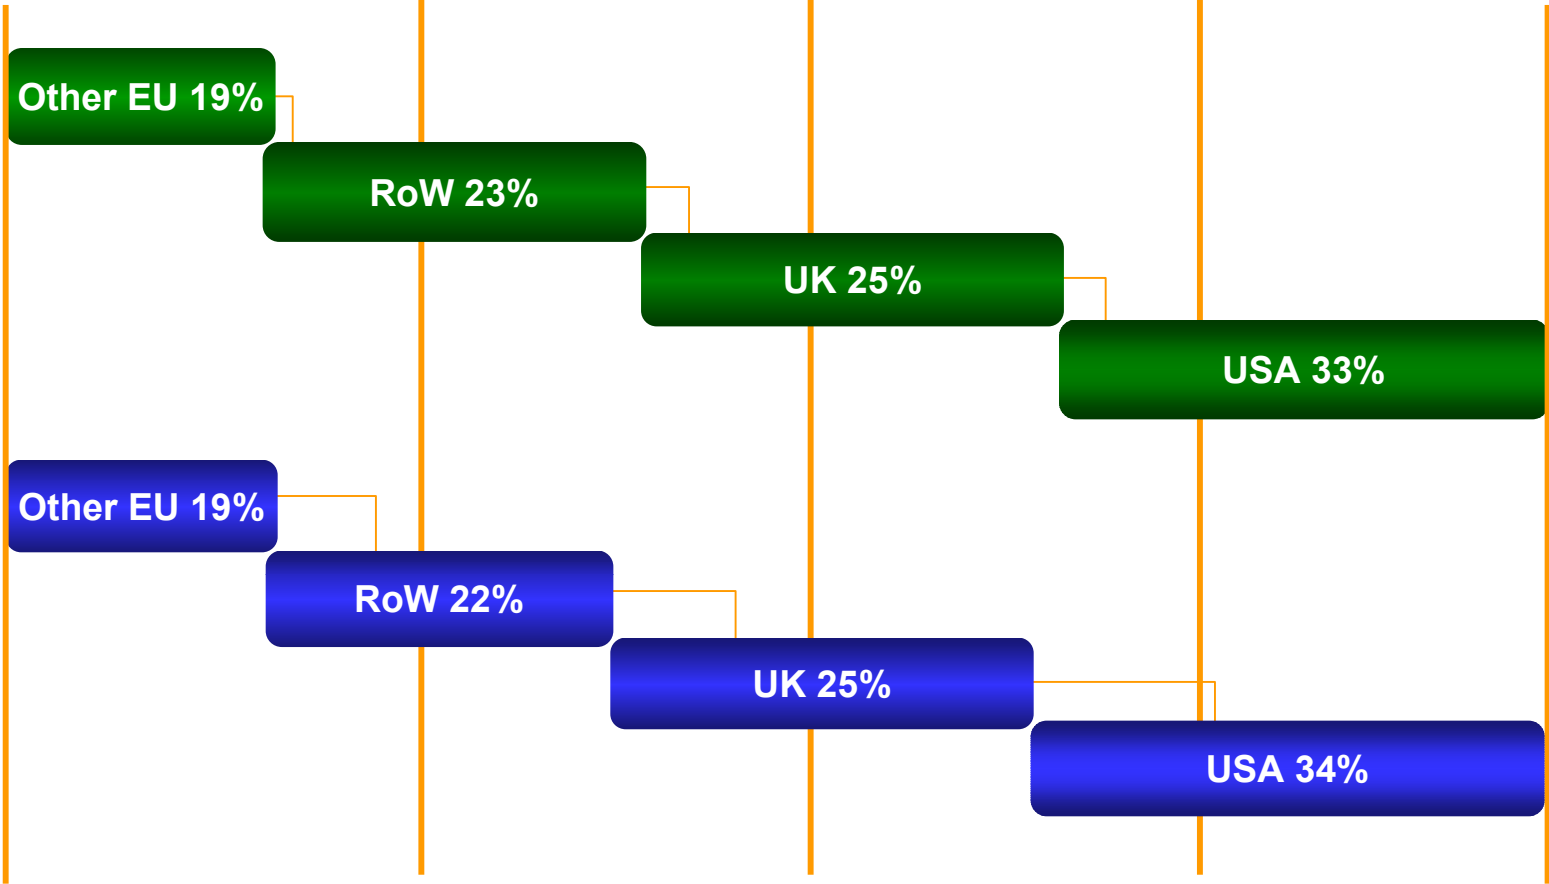 Other EU 19%
RoW 23%
UK 25%
USA 33%
Other EU 19%
RoW 22%
UK 25%
USA 34%